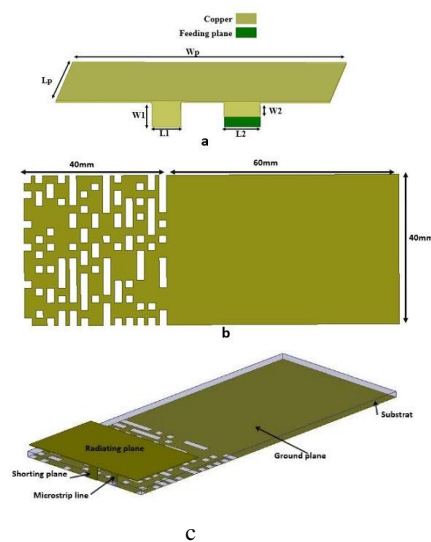 Copper
Feeding plane
Wp
Lp
W1
W2
L1
L2
a
40mm
60mm
40mm
b
Substrat
Radiating plane
Ground plane
Shorting plane
Microstrip line
c